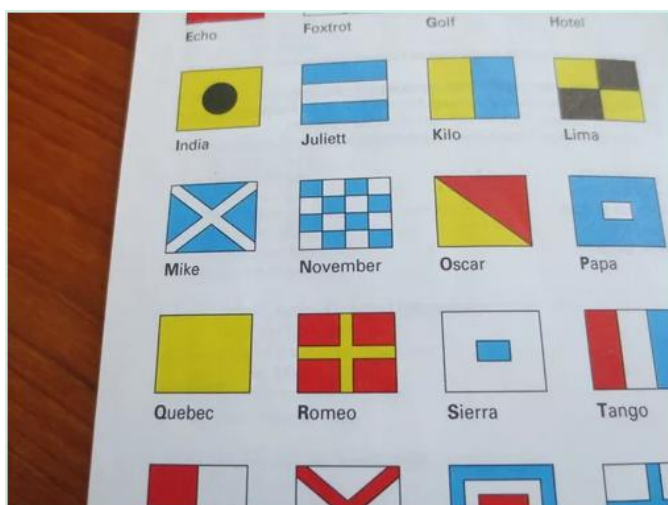 Echo Foxtrot Golf Hotel
India Juliett Kilo Lima
Mike November Oscar Papa
Quebec Romeo Sierra Tango